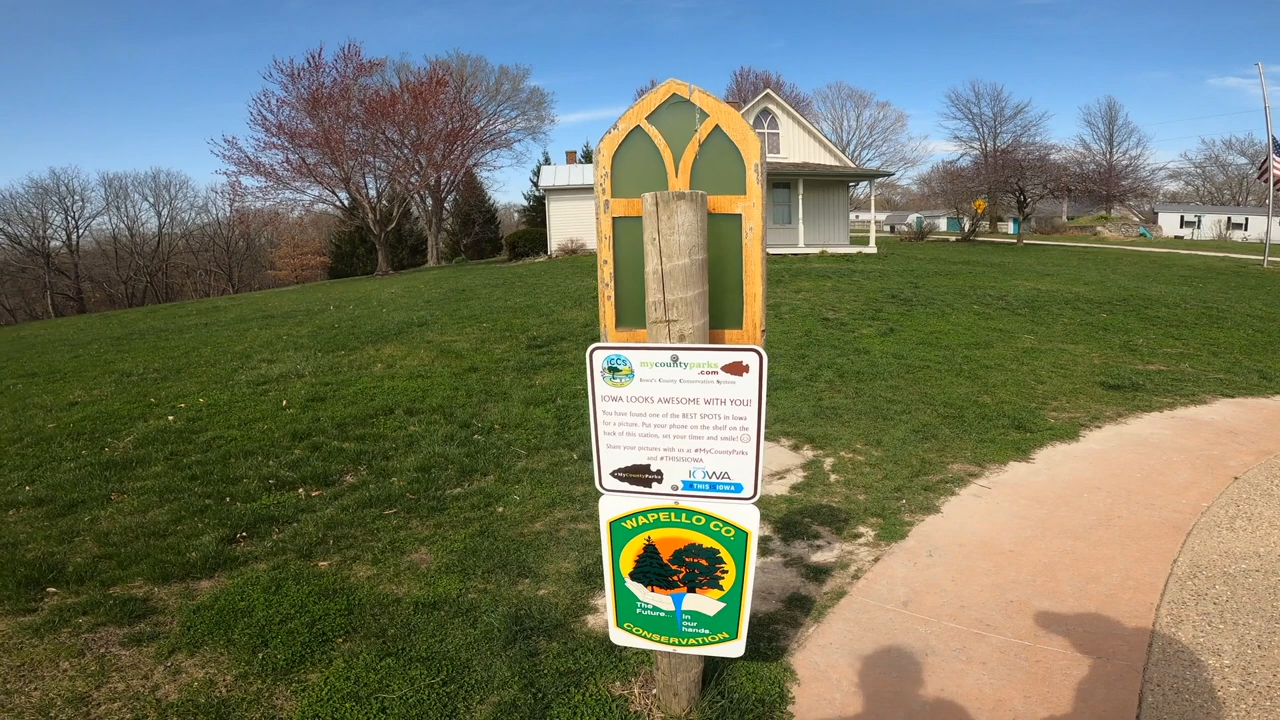 ICCS
mycountyparks
.com
Iowa's County Conservation System
IOWA LOOKS AWESOME WITH YOU!
You have found one of the BEST SPOTS in Iowa
for a picture. Put your phone on the shelf on the
back of this station, set your timer and smile!
Share your pictures with us at #MyCountyParks
and #THISISIOWA
#MyCountyParks
IOWA
#THISISIOWA
WAPELLO CO.
The
Future...
in
our
hands.
CONSERVATION